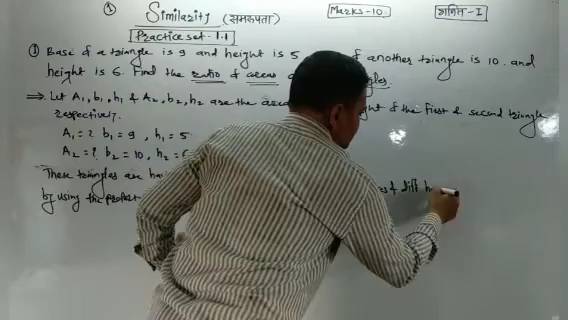 Similarity (समरूपता) Marks-10. गणित-I
Practice set - 1.1
① Base of a triangle is 9 and height is 5 of another triangle is 10. and
height is 6. Find the ratio of areas
⇒ Let A₁, b₁, h₁ & A₂, b₂, h₂ are the of the first & second triangle
respectively.
A₁ = ? b₁ = 9, h₁ = 5.
A₂ = ? b₂ = 10, h₂ =
These triangles are & diff
by using the